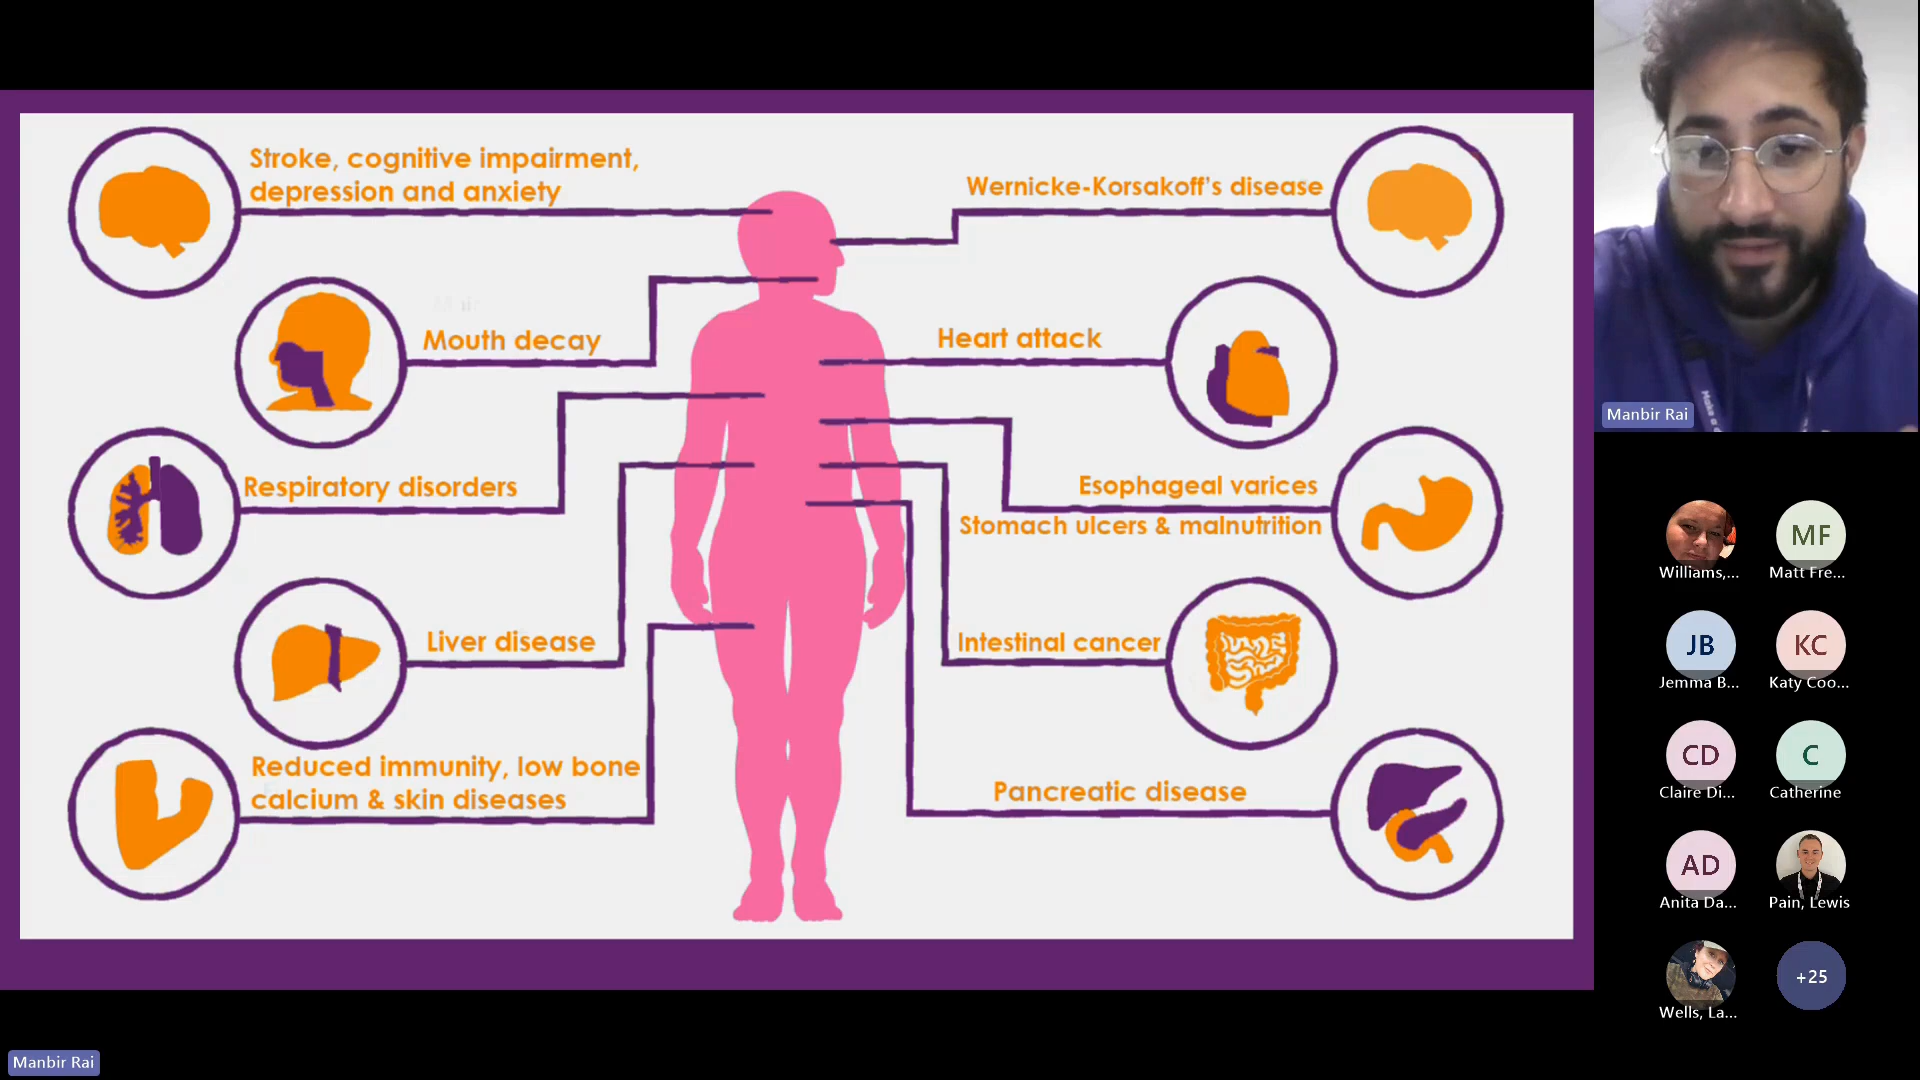 Stroke, cognitive impairment,
depression and anxiety
Wernicke-Korsakoff's disease
Mouth decay
Heart attack
Respiratory disorders
Esophageal varices
Stomach ulcers & malnutrition
Liver disease
Intestinal cancer
Reduced immunity, low bone
calcium & skin diseases
Pancreatic disease
Manbir Rai
Williams,...
MF
Matt Fre...
JB
Jemma B...
KC
Katy Coo...
CD
Claire Di...
C
Catherine
AD
Anita Da...
Pain, Lewis
Wells, La...
+25
Manbir Rai